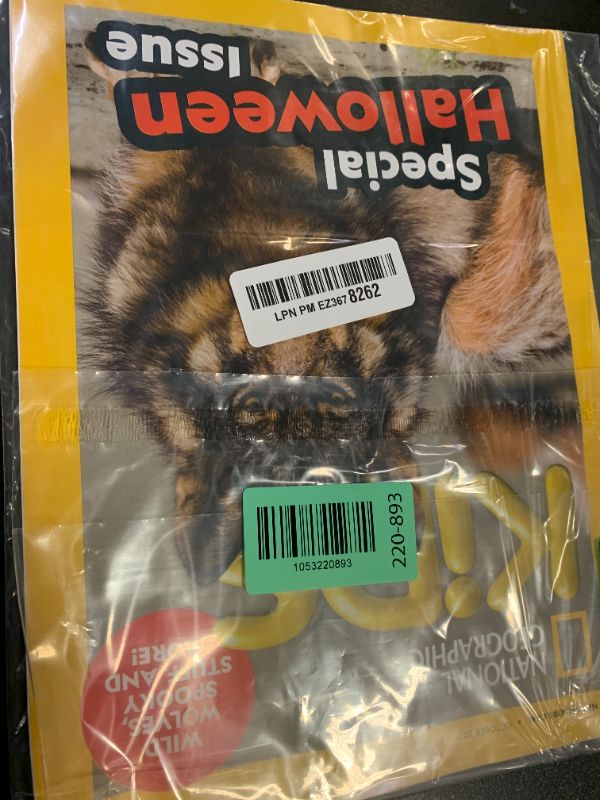 NATIONAL
GEOGRAPHIC
KiDS
WILD
WOLVES,
SPOOKY
STUFF AND
MORE!
1053220893
220-893
LPN PM EZ367 8262
Special
Halloween
Issue